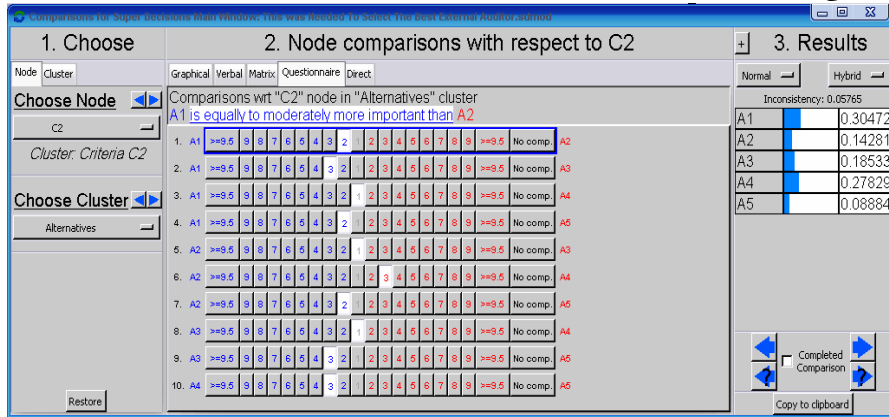 Comparisons for Super Decisions Main Window: This was Needed To Select The Best External Auditor.sdmod
1. Choose
Node Cluster
Choose Node
C2
Cluster: Criteria C2
Choose Cluster
Alternatives
Restore
2. Node comparisons with respect to C2
Graphical Verbal Matrix Questionnaire Direct
Comparisons wrt "C2" node in "Alternatives" cluster
A1 is equally to moderately more important than A2
1. A1 >=9.5 9 8 7 6 5 4 3 2 1 2 3 4 5 6 7 8 9 >=9.5 No comp. A2
2. A1 >=9.5 9 8 7 6 5 4 3 2 1 2 3 4 5 6 7 8 9 >=9.5 No comp. A3
3. A1 >=9.5 9 8 7 6 5 4 3 2 1 2 3 4 5 6 7 8 9 >=9.5 No comp. A4
4. A1 >=9.5 9 8 7 6 5 4 3 2 1 2 3 4 5 6 7 8 9 >=9.5 No comp. A5
5. A2 >=9.5 9 8 7 6 5 4 3 2 1 2 3 4 5 6 7 8 9 >=9.5 No comp. A3
6. A2 >=9.5 9 8 7 6 5 4 3 2 1 2 3 4 5 6 7 8 9 >=9.5 No comp. A4
7. A2 >=9.5 9 8 7 6 5 4 3 2 1 2 3 4 5 6 7 8 9 >=9.5 No comp. A5
8. A3 >=9.5 9 8 7 6 5 4 3 2 1 2 3 4 5 6 7 8 9 >=9.5 No comp. A4
9. A3 >=9.5 9 8 7 6 5 4 3 2 1 2 3 4 5 6 7 8 9 >=9.5 No comp. A5
10. A4 >=9.5 9 8 7 6 5 4 3 2 1 2 3 4 5 6 7 8 9 >=9.5 No comp. A5
+ 3. Results
Normal Hybrid
Inconsistency: 0.05765
A1 0.30472
A2 0.14281
A3 0.18533
A4 0.27829
A5 0.08884
Completed
Comparison
? ?
Copy to clipboard